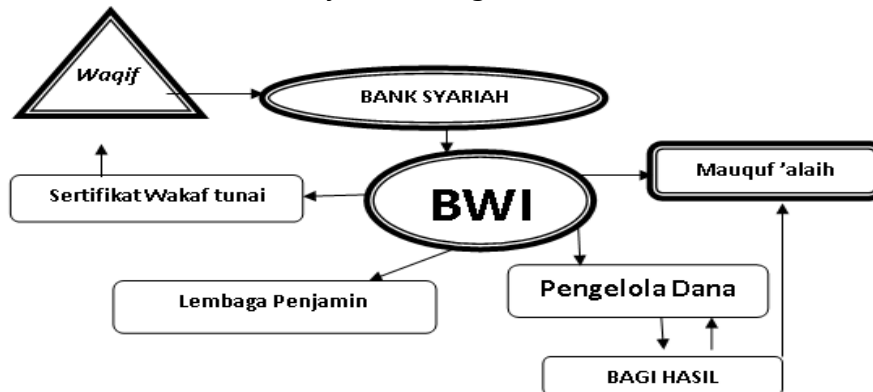 Waqif
BANK SYARIAH
Mauquf ’alaih
Sertifikat Wakaf tunai
BWI
Lembaga Penjamin
Pengelola Dana
BAGI HASIL